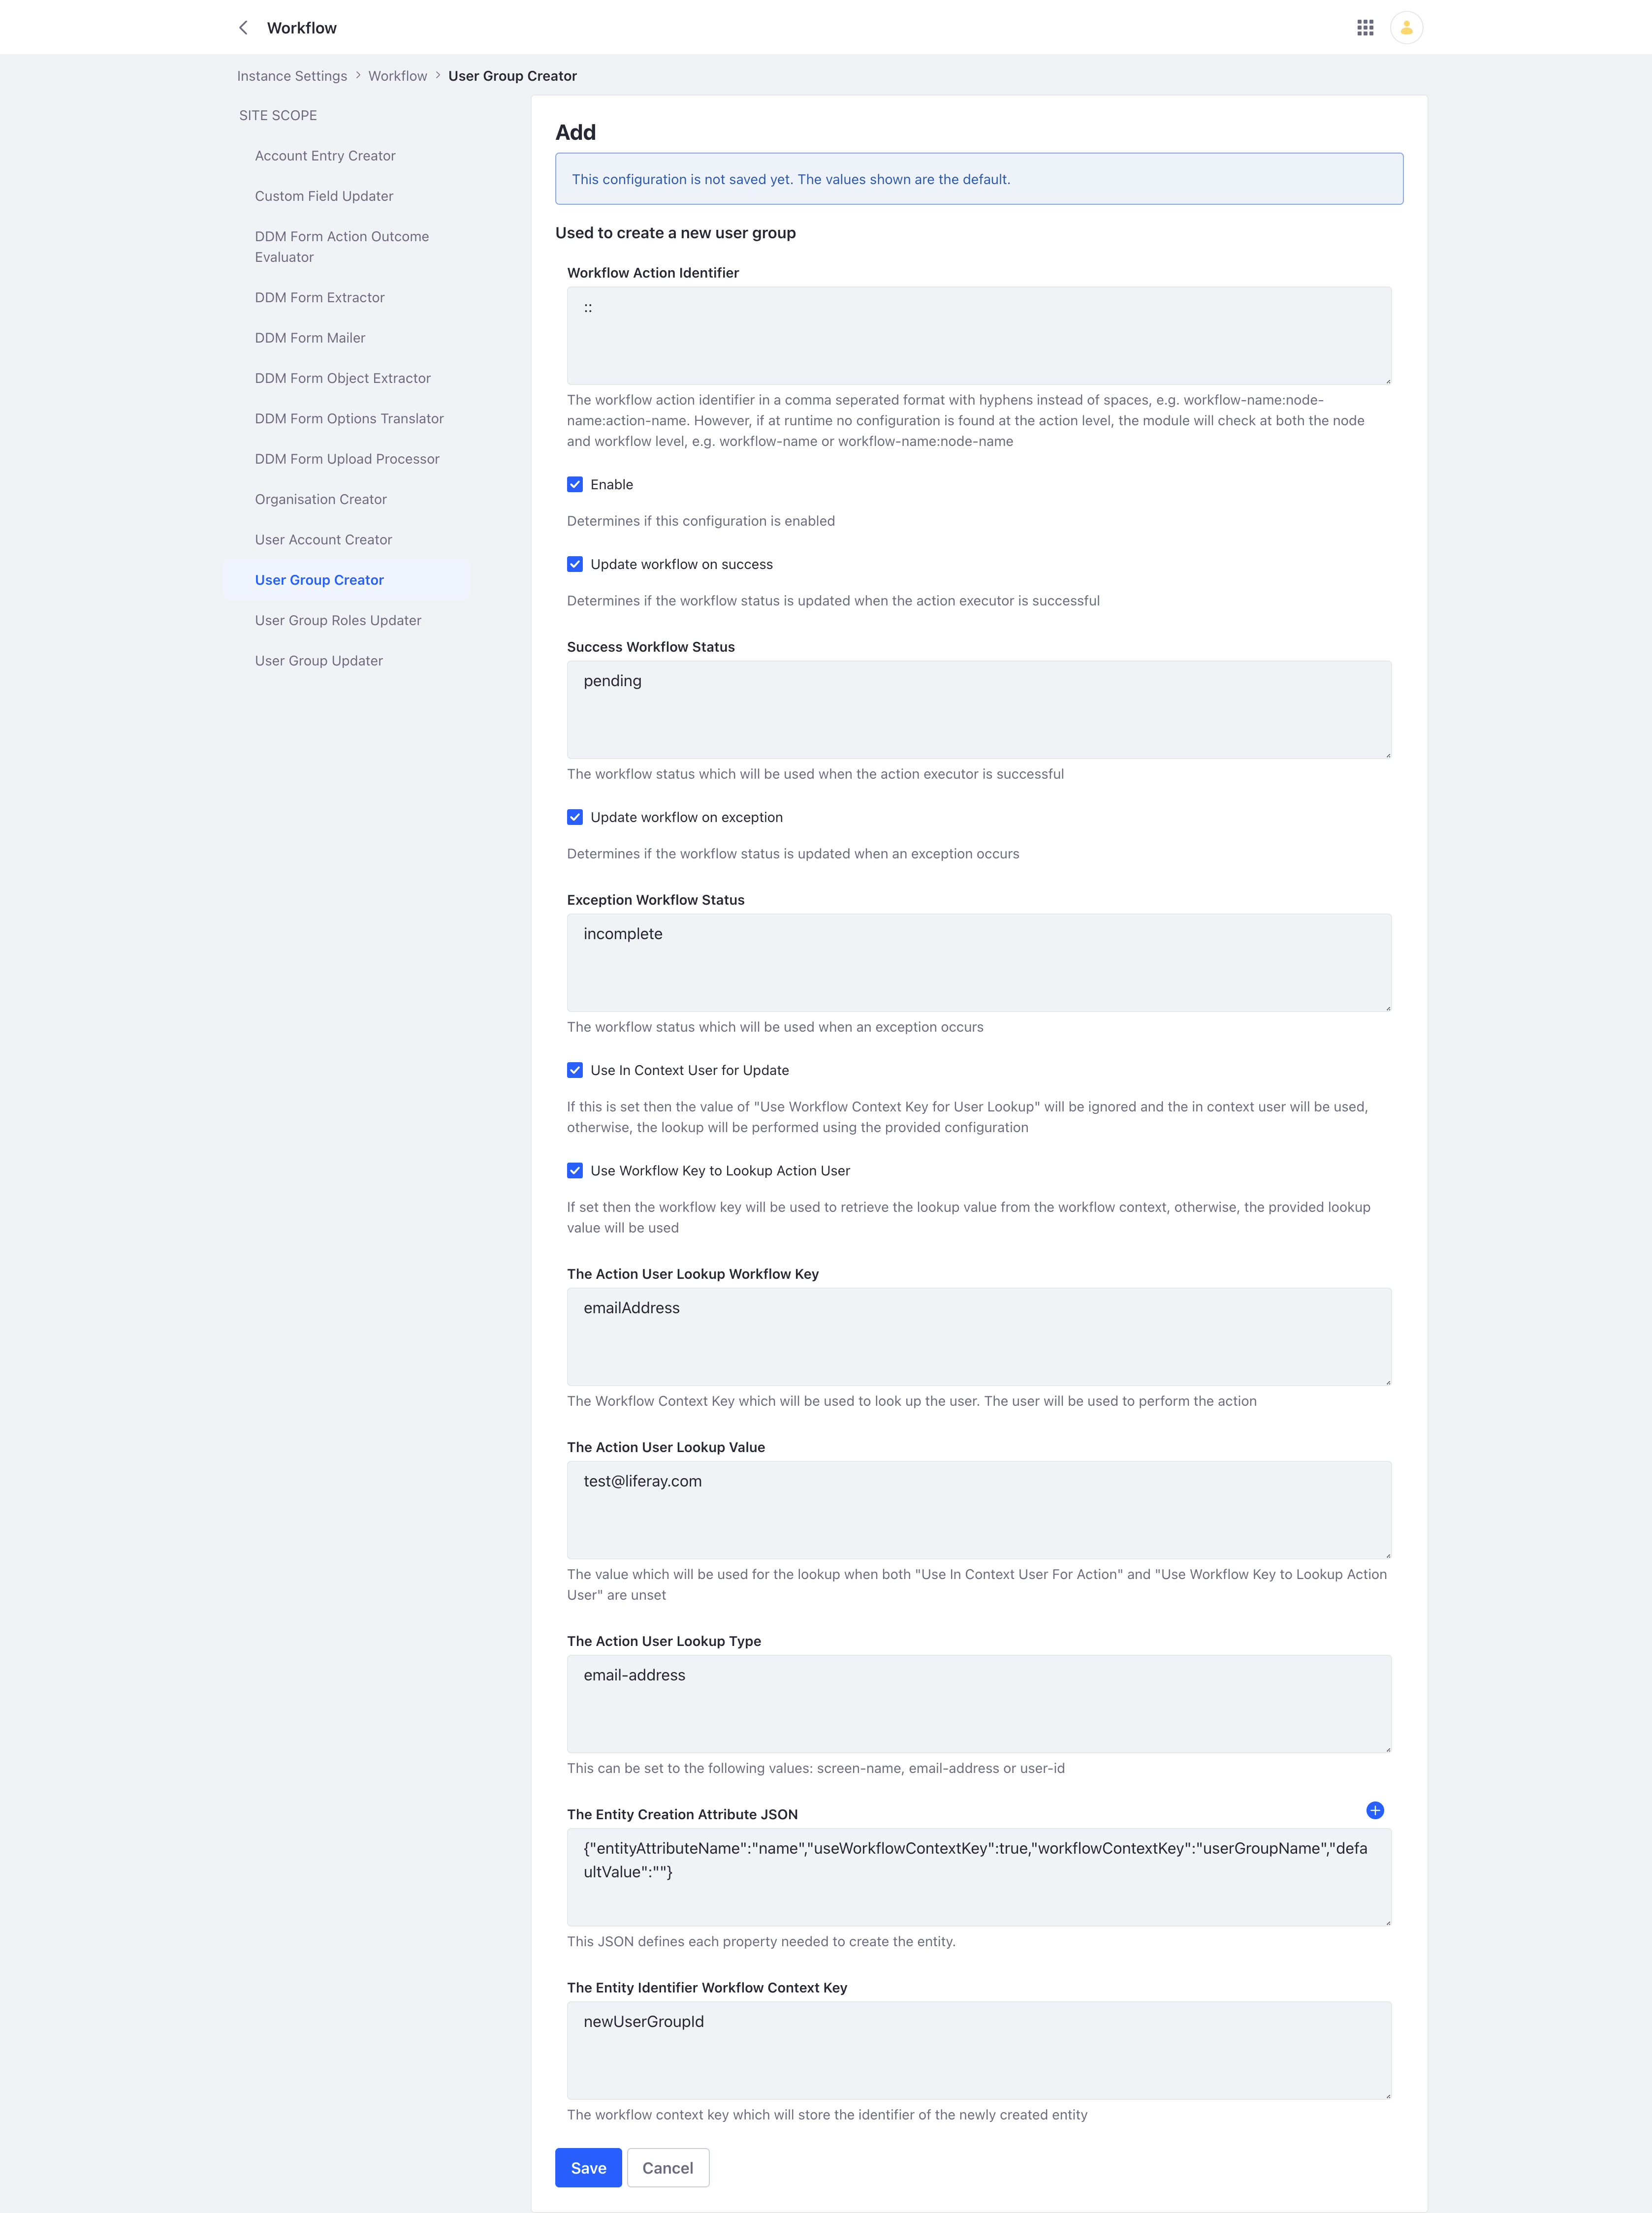 Workflow
Instance Settings > Workflow > User Group Creator
SITE SCOPE
Account Entry Creator
Custom Field Updater
DDM Form Action Outcome
Evaluator
DDM Form Extractor
DDM Form Mailer
DDM Form Object Extractor
DDM Form Options Translator
DDM Form Upload Processor
Organisation Creator
User Account Creator
User Group Creator
User Group Roles Updater
User Group Updater
Add
This configuration is not saved yet. The values shown are the default.
Used to create a new user group
Workflow Action Identifier
::
The workflow action identifier in a comma seperated format with hyphens instead of spaces, e.g. workflow-name:node-
name:action-name. However, if at runtime no configuration is found at the action level, the module will check at both the node
and workflow level, e.g. workflow-name or workflow-name:node-name
Enable
Determines if this configuration is enabled
Update workflow on success
Determines if the workflow status is updated when the action executor is successful
Success Workflow Status
pending
The workflow status which will be used when the action executor is successful
Update workflow on exception
Determines if the workflow status is updated when an exception occurs
Exception Workflow Status
incomplete
The workflow status which will be used when an exception occurs
Use In Context User for Update
If this is set then the value of "Use Workflow Context Key for User Lookup" will be ignored and the in context user will be used,
otherwise, the lookup will be performed using the provided configuration
Use Workflow Key to Lookup Action User
If set then the workflow key will be used to retrieve the lookup value from the workflow context, otherwise, the provided lookup
value will be used
The Action User Lookup Workflow Key
emailAddress
The Workflow Context Key which will be used to look up the user. The user will be used to perform the action
The Action User Lookup Value
test@liferay.com
The value which will be used for the lookup when both "Use In Context User For Action" and "Use Workflow Key to Lookup Action
User" are unset
The Action User Lookup Type
email-address
This can be set to the following values: screen-name, email-address or user-id
The Entity Creation Attribute JSON
{"entityAttributeName":"name","useWorkflowContextKey":true,"workflowContextKey":"userGroupName","defa
ultValue":""}
This JSON defines each property needed to create the entity.
The Entity Identifier Workflow Context Key
newUserGroupId
The workflow context key which will store the identifier of the newly created entity
Save Cancel